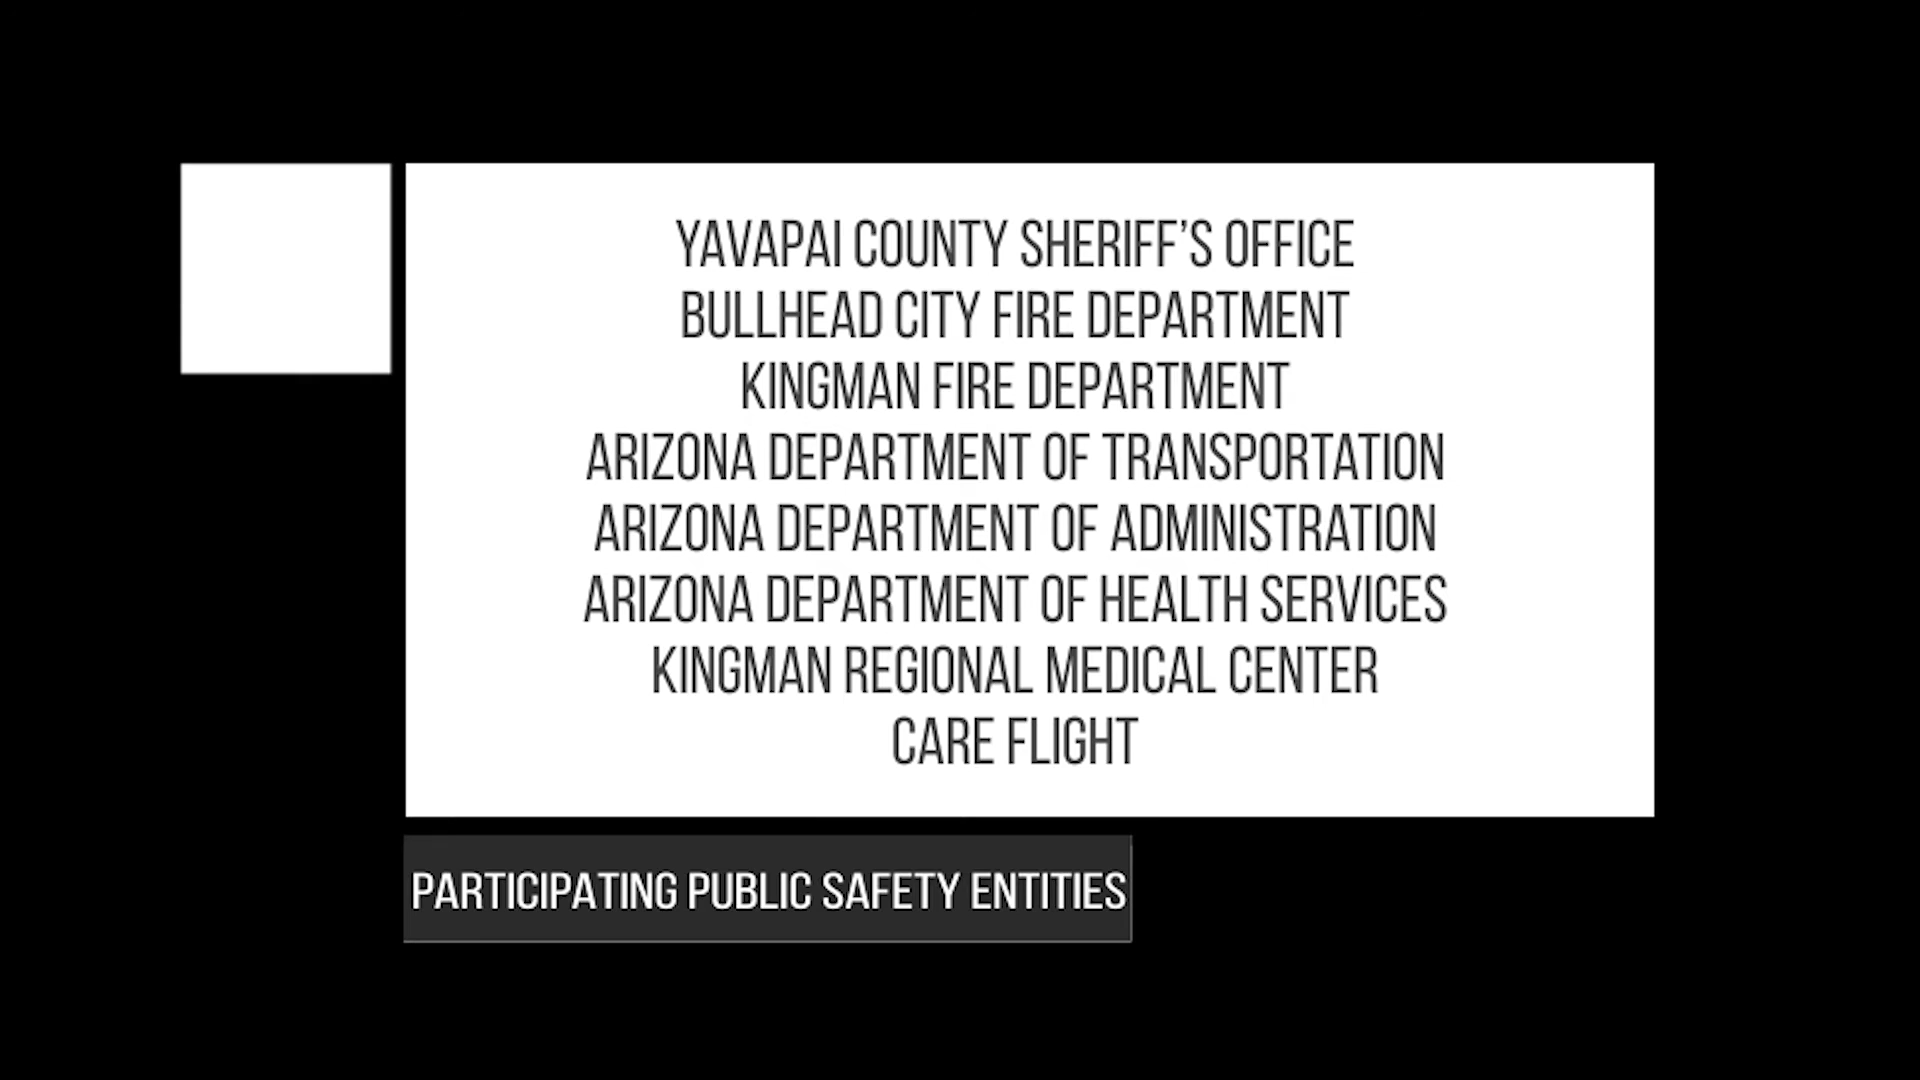 YAVAPAI COUNTY SHERIFF’S OFFICE
BULLHEAD CITY FIRE DEPARTMENT
KINGMAN FIRE DEPARTMENT
ARIZONA DEPARTMENT OF TRANSPORTATION
ARIZONA DEPARTMENT OF ADMINISTRATION
ARIZONA DEPARTMENT OF HEALTH SERVICES
KINGMAN REGIONAL MEDICAL CENTER
CARE FLIGHT
PARTICIPATING PUBLIC SAFETY ENTITIES